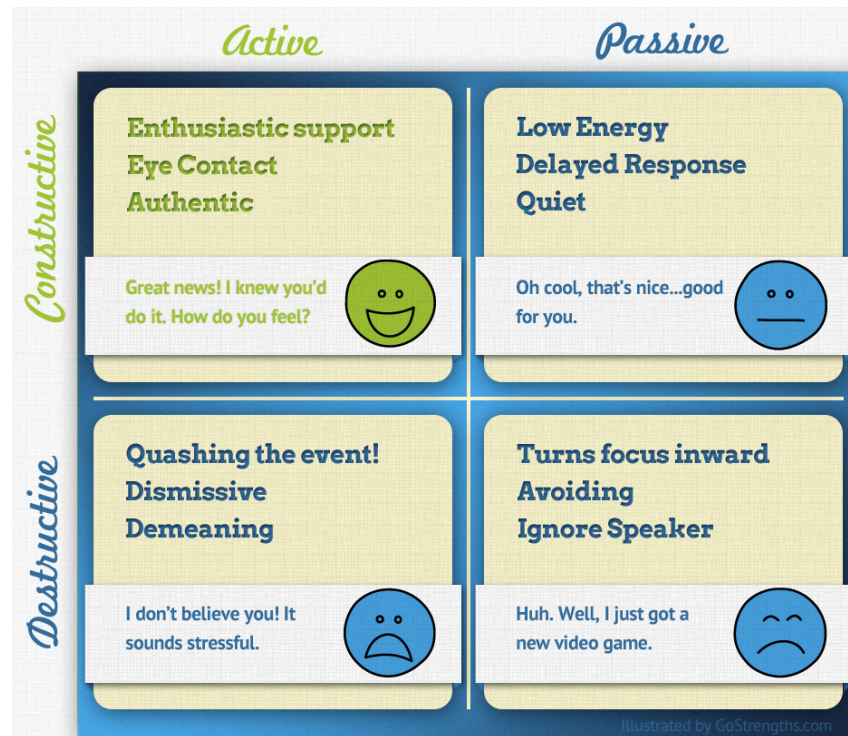 Active
Passive
Constructive
Enthusiastic support
Eye Contact
Authentic
Great news! I knew you'd
do it. How do you feel?
Low Energy
Delayed Response
Quiet
Oh cool, that's nice...good
for you.
Destructive
Quashing the event!
Dismissive
Demeaning
I don't believe you! It
sounds stressful.
Turns focus inward
Avoiding
Ignore Speaker
Huh. Well, I just got a
new video game.
Illustrated by GoStrengths.com